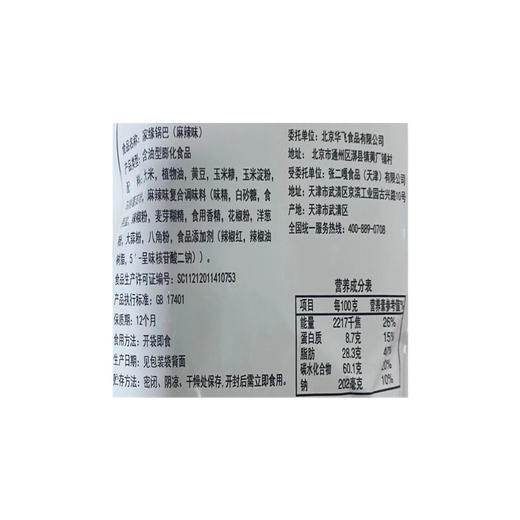 食品名称：家缘锅巴（麻辣味）
产品类型：含油型膨化食品
配 料：大米，植物油，黄豆，玉米糁，玉米淀粉，
麻辣味复合调味料（味精，白砂糖，食
辣椒粉，麦芽糊精，食用香精，花椒粉，洋葱
粉，大蒜粉，八角粉，食品添加剂（辣椒红，辣椒油
树脂，5'-呈味核苷酸二钠））
食品生产许可证编号：SC11212011410753
产品执行标准：GB 17401
保质期：12个月
食用方法：开袋即食
生产日期：见包装袋背面
贮存方法：密闭、阴凉、干燥处保存，开封后需立即食用。
委托单位：北京华飞食品有限公司
地址： 北京市通州区漷县镇黄厂铺村
受委托单位：张二嘎食品（天津）有限公司
地址：天津市武清区京滨工业园古兴路10号
产地：天津市武清区
全国统一服务热线：400-889-0708
营养成分表
项目 每100克 营养素参考值%
能量 2217千焦 26%
蛋白质 8.7克 15%
脂肪 28.3克
碳水化合物 60.1克 20%
钠 202毫克 10%